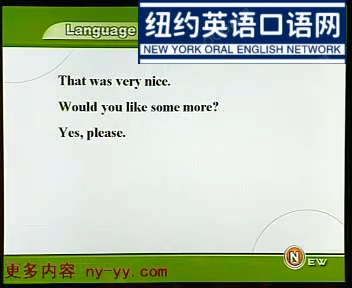 Language
纽约英语口语网
NEW YORK ORAL ENGLISH NETWORK
That was very nice.
Would you like some more?
Yes, please.
NEW
更多内容 ny-yy.com